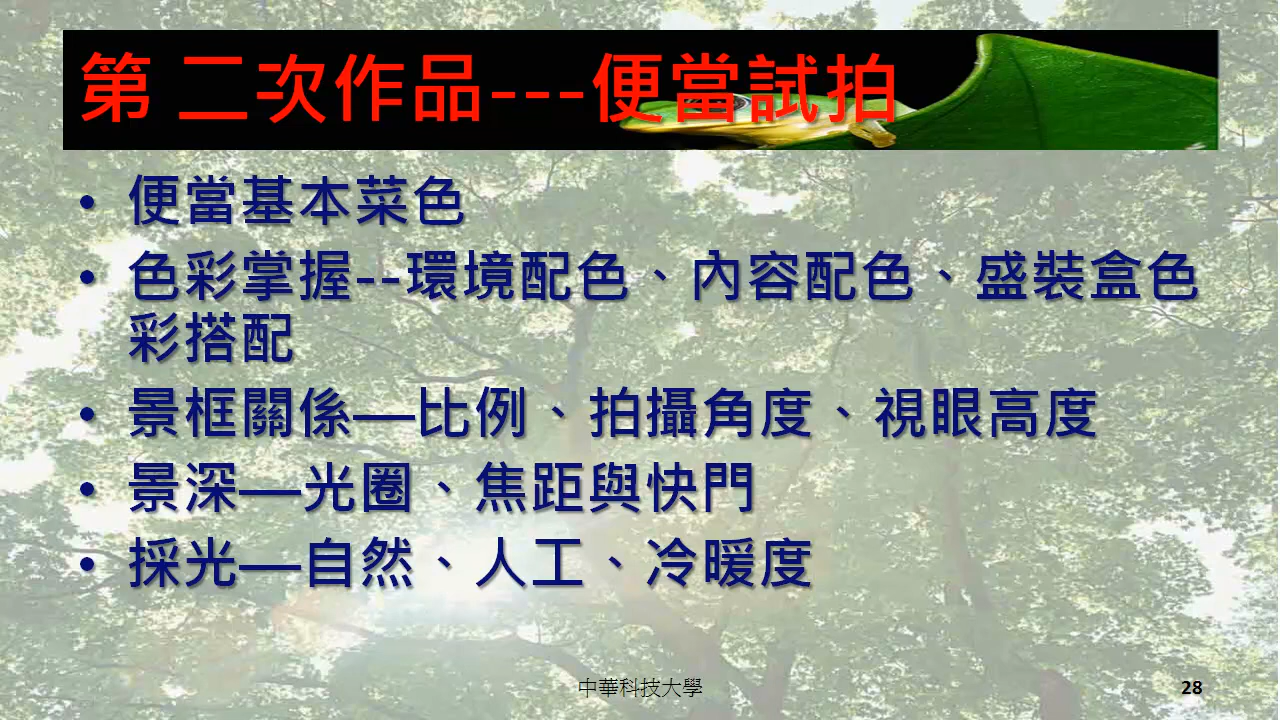 第 二次作品---便當試拍
• 便當基本菜色
• 色彩掌握--環境配色、內容配色、盛裝盒色
彩搭配
• 景框關係—比例、拍攝角度、視眼高度
• 景深—光圈、焦距與快門
• 採光—自然、人工、冷暖度
中華科技大學
28